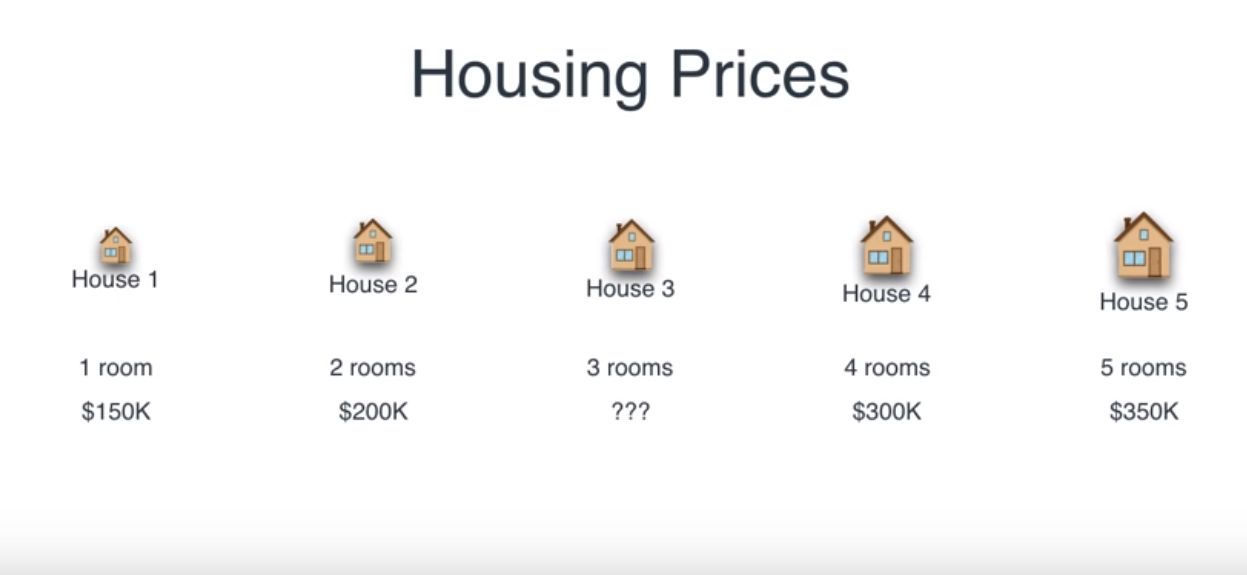 Housing Prices
House 1
House 2
House 3
House 4
House 5
1 room
2 rooms
3 rooms
4 rooms
5 rooms
$150K
$200K
???
$300K
$350K